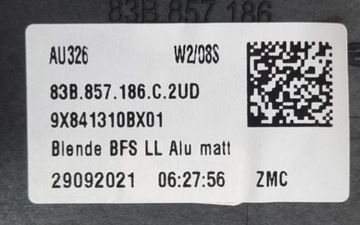 83B.857.186
AU326 W2/08S
83B.857.186.C.2UD
9X841310BX01
Blende BFS LL Alu matt
29092021 06:27:56 ZMC